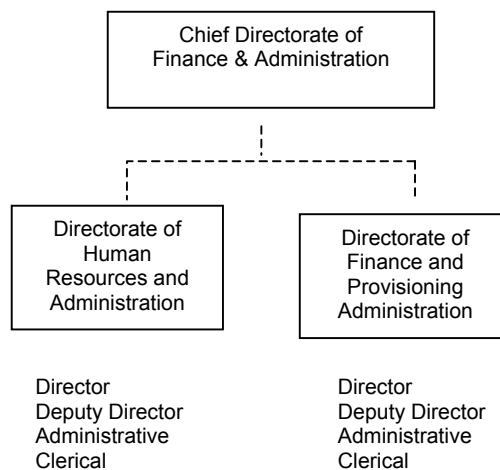 Chief Directorate of
Finance & Administration
Directorate of
Human
Resources and
Administration
Directorate of
Finance and
Provisioning
Administration
Director
Deputy Director
Administrative
Clerical
Director
Deputy Director
Administrative
Clerical